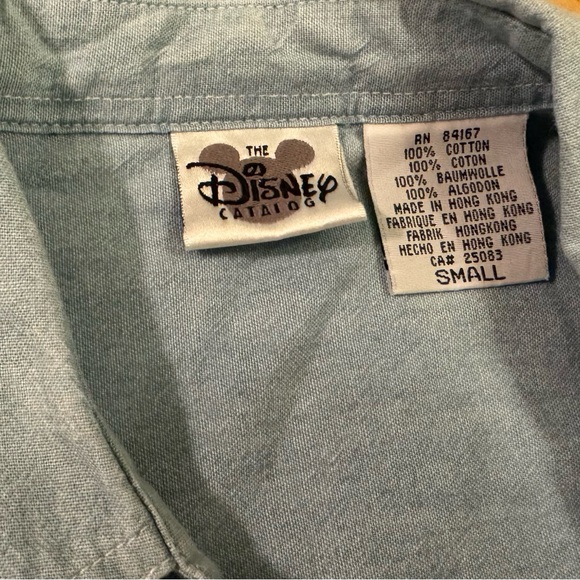 THE
Disney
CATALOG
RN 84167
100% COTTON
100% COTON
100% BAUMWOLLE
100% ALGODON
MADE IN HONG KONG
FABRIQUE EN HONG KONG
FABRIK HONGKONG
HECHO EN HONG KONG
CA# 25083
SMALL